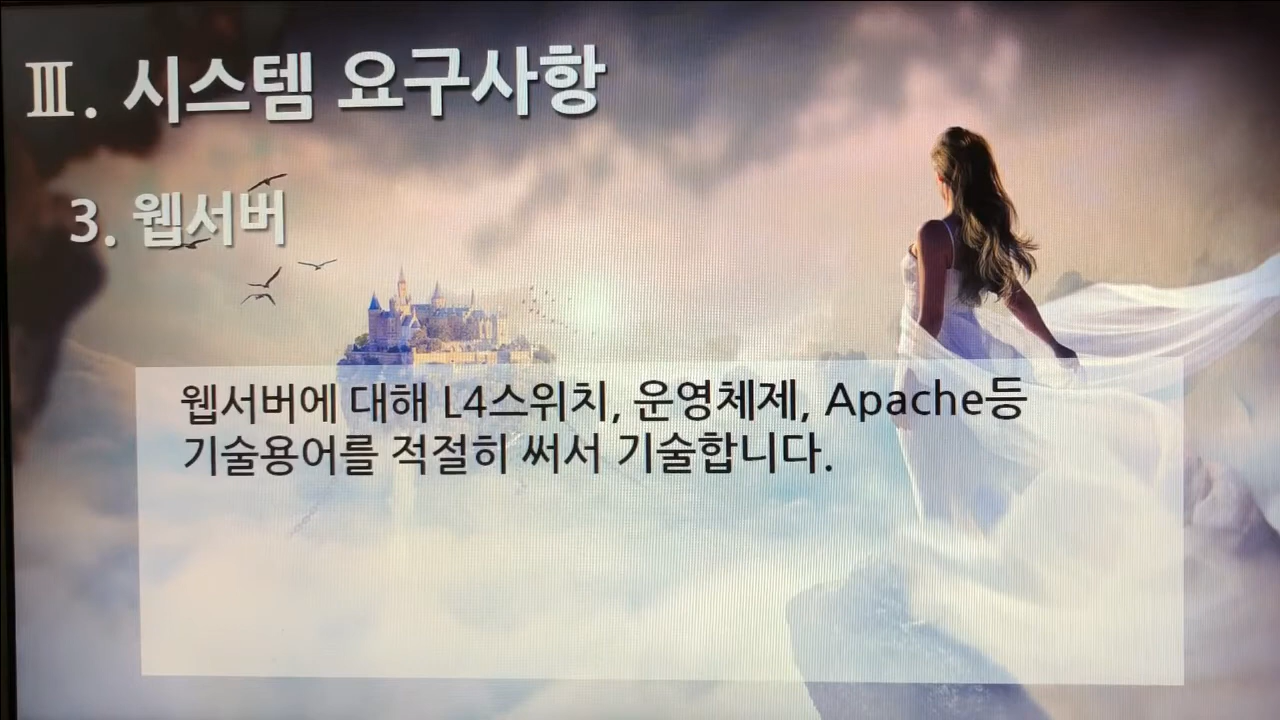 Ⅲ. 시스템 요구사항
3. 웹서버
웹서버에 대해 L4스위치, 운영체제, Apache등
기술용어를 적절히 써서 기술합니다.